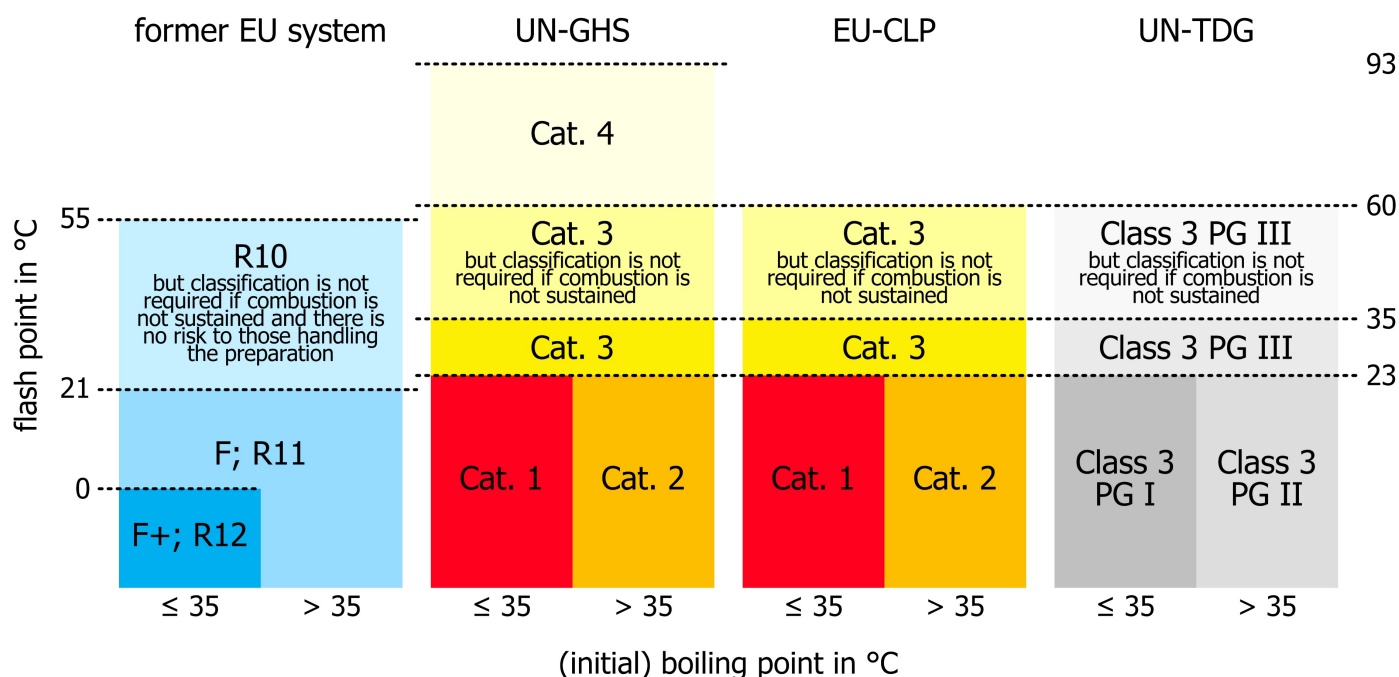 former EU system
UN-GHS
EU-CLP
UN-TDG
93
Cat. 4
60
55
R10
but classification is not
required if combustion is
not sustained and there is
no risk to those handling
the preparation
Cat. 3
but classification is not
required if combustion is
not sustained
Cat. 3
but classification is not
required if combustion is
not sustained
Class 3 PG III
but classification is not
required if combustion is
not sustained
35
Cat. 3
Cat. 3
Class 3 PG III
23
21
flash point in °C
F; R11
0
F+; R12
Cat. 1
Cat. 2
Cat. 1
Cat. 2
Class 3
PG I
Class 3
PG II
≤ 35
> 35
≤ 35
> 35
≤ 35
> 35
≤ 35
> 35
(initial) boiling point in °C